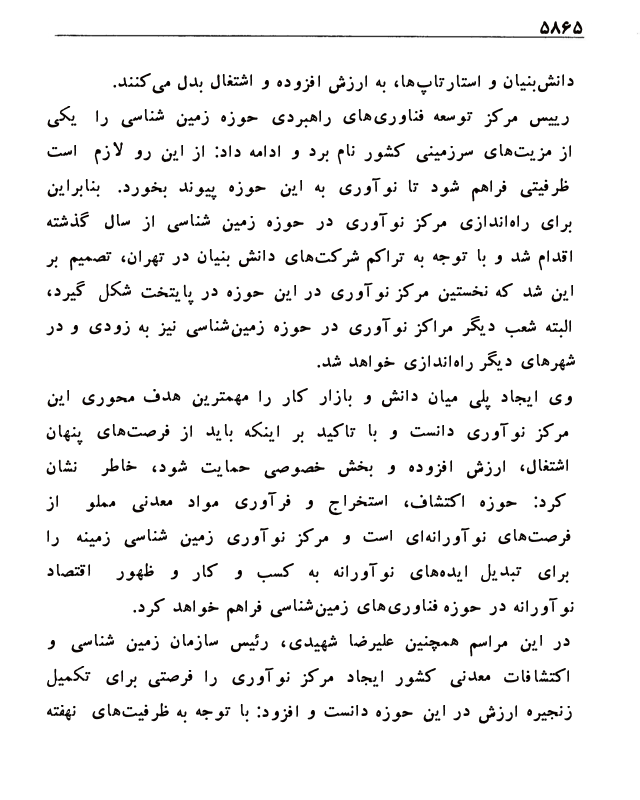 ۵۸۶۵
دانش‌بنیان و استارتاپ‌ها، به ارزش افزوده و اشتغال بدل می‌کنند.
رییس مرکز توسعه فناوری‌های راهبردی حوزه زمین شناسی را یکی
از مزیت‌های سرزمینی کشور نام برد و ادامه داد: از این رو لازم است
ظرفیتی فراهم شود تا نوآوری به این حوزه پیوند بخورد. بنابراین
برای راه‌اندازی مرکز نوآوری در حوزه زمین شناسی از سال گذشته
اقدام شد و با توجه به تراکم شرکت‌های دانش بنیان در تهران، تصمیم بر
این شد که نخستین مرکز نوآوری در این حوزه در پایتخت شکل گیرد،
البته شعب دیگر مراکز نوآوری در حوزه زمین‌شناسی نیز به زودی و در
شهرهای دیگر راه‌اندازی خواهد شد.
وی ایجاد پلی میان دانش و بازار کار را مهمترین هدف محوری این
مرکز نوآوری دانست و با تاکید بر اینکه باید از فرصت‌های پنهان
اشتغال، ارزش افزوده و بخش خصوصی حمایت شود، خاطر نشان
کرد: حوزه اکتشاف، استخراج و فرآوری مواد معدنی مملو از
فرصت‌های نوآورانه‌ای است و مرکز نوآوری زمین شناسی زمینه را
برای تبدیل ایده‌های نوآورانه به کسب و کار و ظهور اقتصاد
نوآورانه در حوزه فناوری‌های زمین‌شناسی فراهم خواهد کرد.
در این مراسم همچنین علیرضا شهیدی، رئیس سازمان زمین شناسی و
اکتشافات معدنی کشور ایجاد مرکز نوآوری را فرصتی برای تکمیل
زنجیره ارزش در این حوزه دانست و افزود: با توجه به ظرفیت‌های نهفته